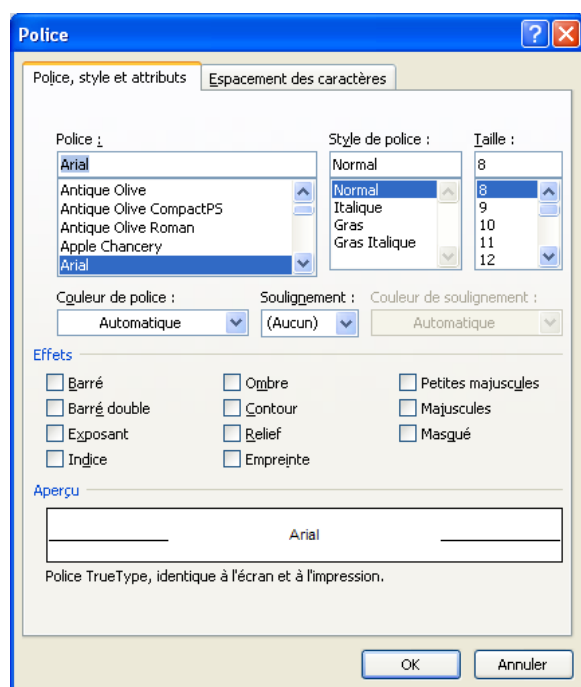 Police
Police, style et attributs
Espacement des caractères
Police :
Style de police :
Taille :
Arial
Normal
8
Antique Olive
Antique Olive CompactPS
Antique Olive Roman
Apple Chancery
Arial
Normal
Italique
Gras
Gras Italique
8
9
10
11
12
Couleur de police :
Soulignement :
Couleur de soulignement :
Automatique
(Aucun)
Automatique
Effets
Barré
Ombre
Petites majuscules
Barré double
Contour
Majuscules
Exposant
Relief
Masqué
Indice
Empreinte
Aperçu
Arial
Police TrueType, identique à l'écran et à l'impression.
OK
Annuler